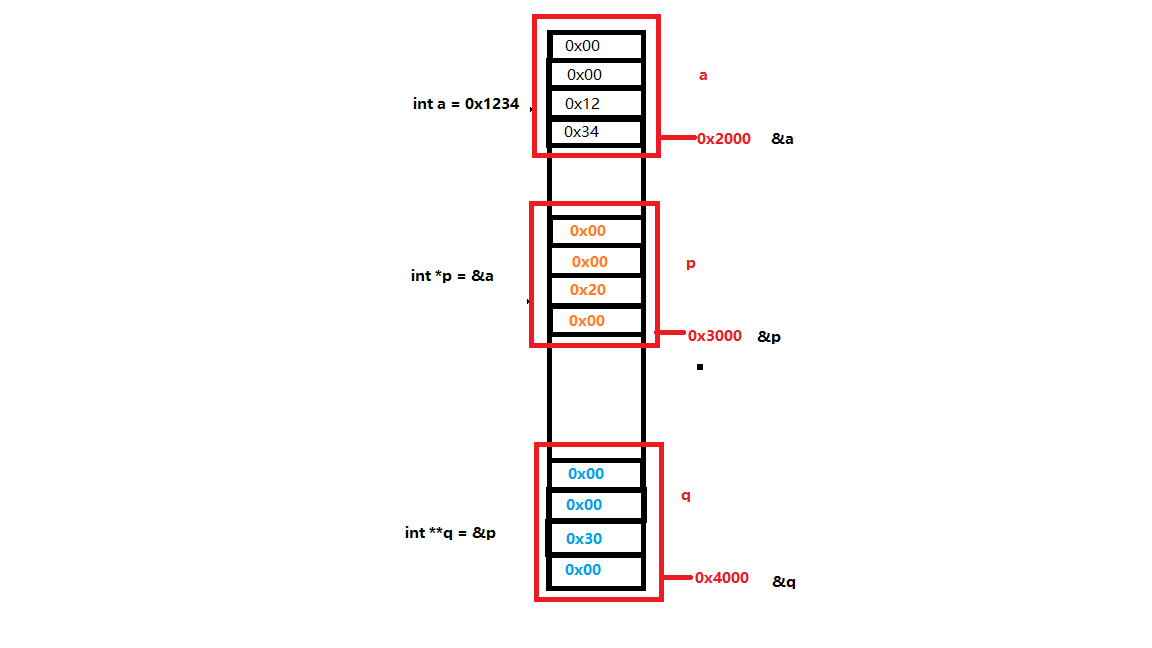 0x00
0x00
a
int a = 0x1234
0x12
0x34
0x2000 &a
0x00
0x00
p
int *p = &a
0x20
0x00
0x3000 &p
0x00
q
0x00
int **q = &p
0x30
0x00
0x4000 &q